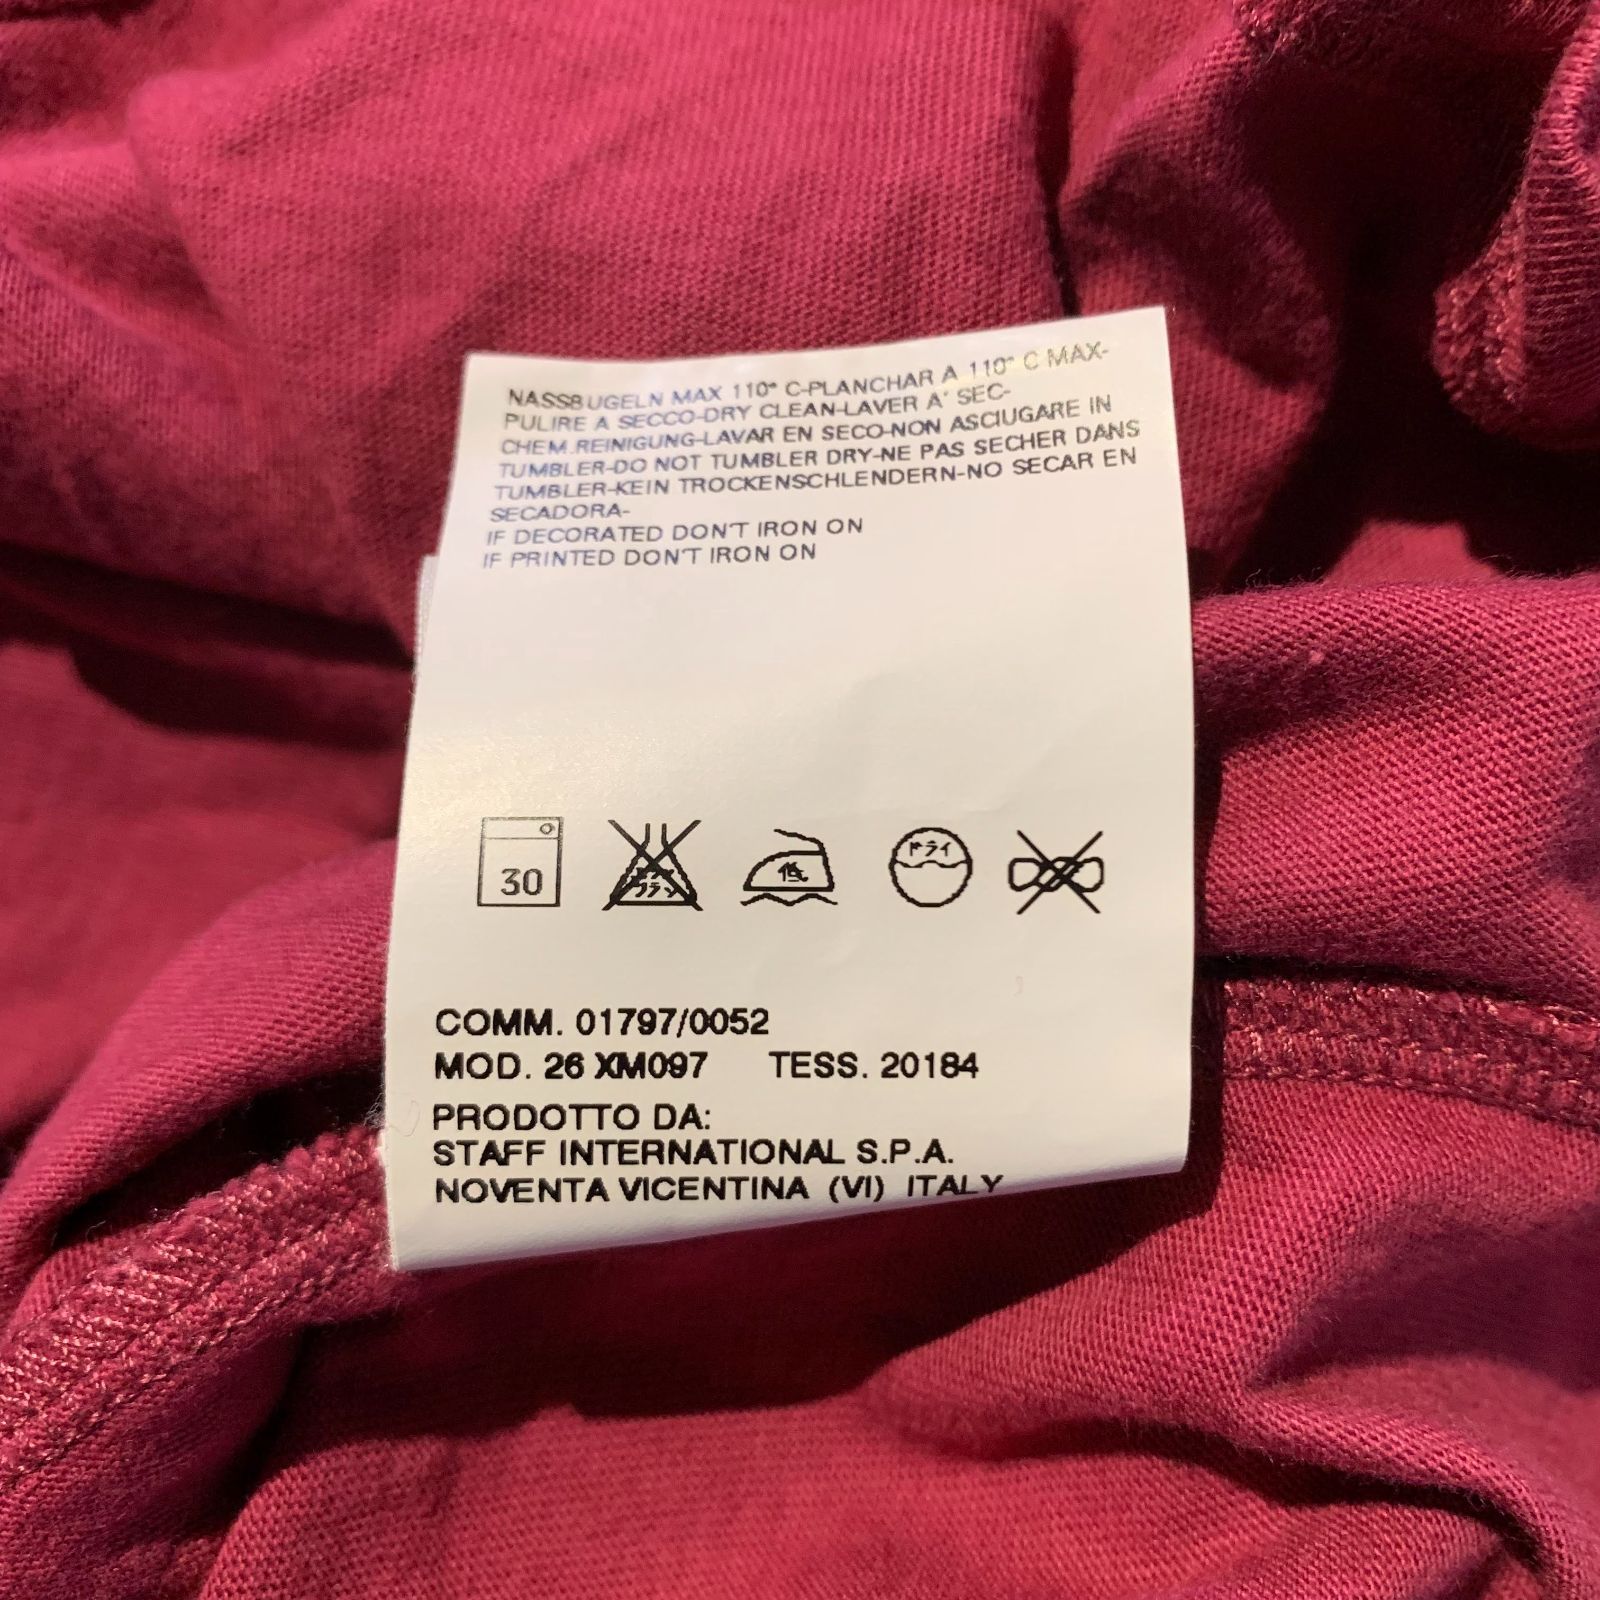 NASSBUGELN MAX 110° C-PLANCHAR A 110° C MAX-
PULIRE A SECCO-DRY CLEAN-LAVER A' SEC-
CHEM.REINIGUNG-LAVAR EN SECO-NON ASCIUGARE IN
TUMBLER-DO NOT TUMBLER DRY-NE PAS SECHER DANS
TUMBLER-KEIN TROCKENSCHLENDERN-NO SECAR EN
SECADORA-
IF DECORATED DON'T IRON ON
IF PRINTED DON'T IRON ON
30 低 ドライ
COMM. 01797/0052
MOD. 26 XM097 TESS. 20184
PRODOTTO DA:
STAFF INTERNATIONAL S.P.A.
NOVENTA VICENTINA (VI) ITALY